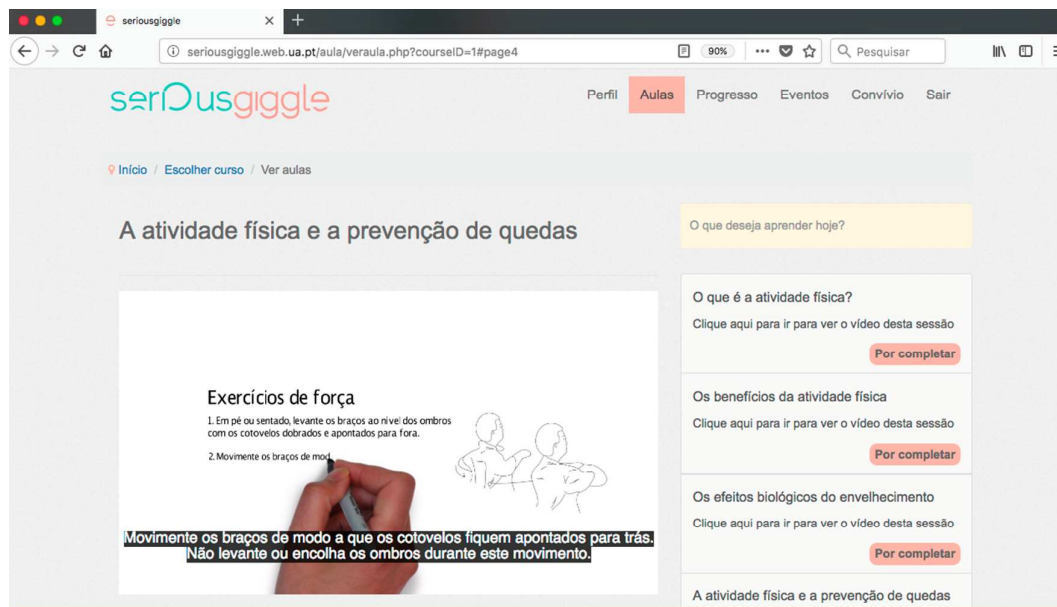 seriousgiggle
seriousgiggle.web.ua.pt/aula/veraula.php?courseID=1#page4
90%
Pesquisar
seriousgiggle
Perfil
Aulas
Progresso
Eventos
Convívio
Sair
Início / Escolher curso / Ver aulas
A atividade física e a prevenção de quedas
Exercícios de força
1. Em pé ou sentado, levante os braços ao nível dos ombros
com os cotovelos dobrados e apontados para fora.
2. Movimente os braços de mod
Movimente os braços de modo a que os cotovelos fiquem apontados para trás.
Não levante ou encolha os ombros durante este movimento.
O que deseja aprender hoje?
O que é a atividade física?
Clique aqui para ir para ver o vídeo desta sessão
Por completar
Os benefícios da atividade física
Clique aqui para ir para ver o vídeo desta sessão
Por completar
Os efeitos biológicos do envelhecimento
Clique aqui para ir para ver o vídeo desta sessão
Por completar
A atividade física e a prevenção de quedas